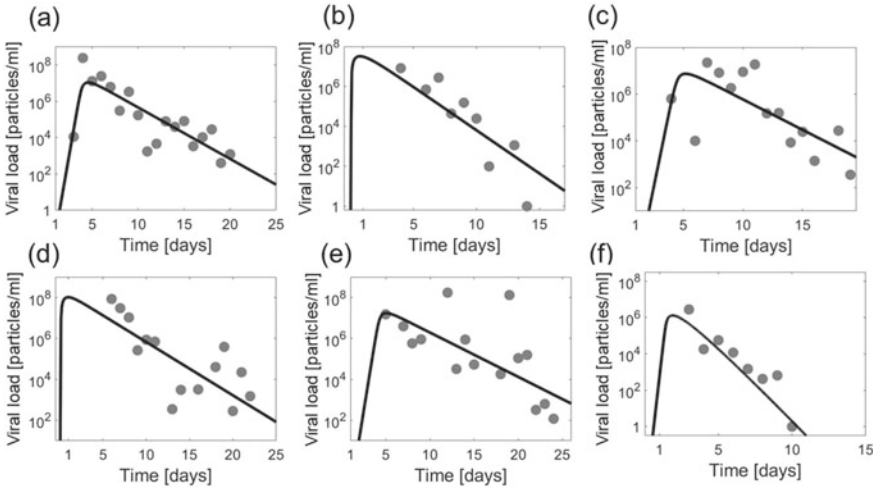 (a) (b) (c)
Viral load [particles/ml] Viral load [particles/ml] Viral load [particles/ml]
10^8 10^8 10^8
10^6 10^6 10^6
10^4 10^4 10^4
10^2 10^2 10^2
1 1
1 5 10 15 20 25 1 5 10 15 1 5 10 15
Time [days] Time [days] Time [days]
(d) (e) (f)
Viral load [particles/ml] Viral load [particles/ml] Viral load [particles/ml]
10^8 10^8 10^8
10^6 10^6 10^6
10^4 10^4 10^4
10^2 10^2 10^2
1
1 5 10 15 20 25 1 5 10 15 20 25 1 5 10 15
Time [days] Time [days] Time [days]